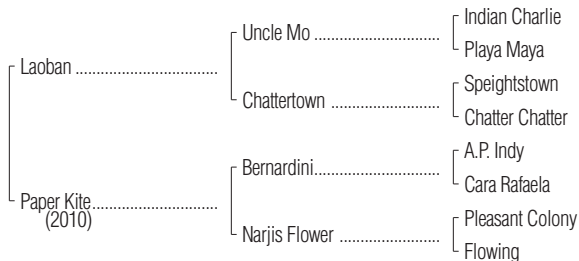 Indian Charlie
Uncle Mo ..............................
Playa Maya
Laoban ..................................
Speightstown
Chattertown ..........................
Chatter Chatter
A.P. Indy
Bernardini..............................
Cara Rafaela
Paper Kite..............................
(2010)
Pleasant Colony
Narjis Flower ........................
Flowing